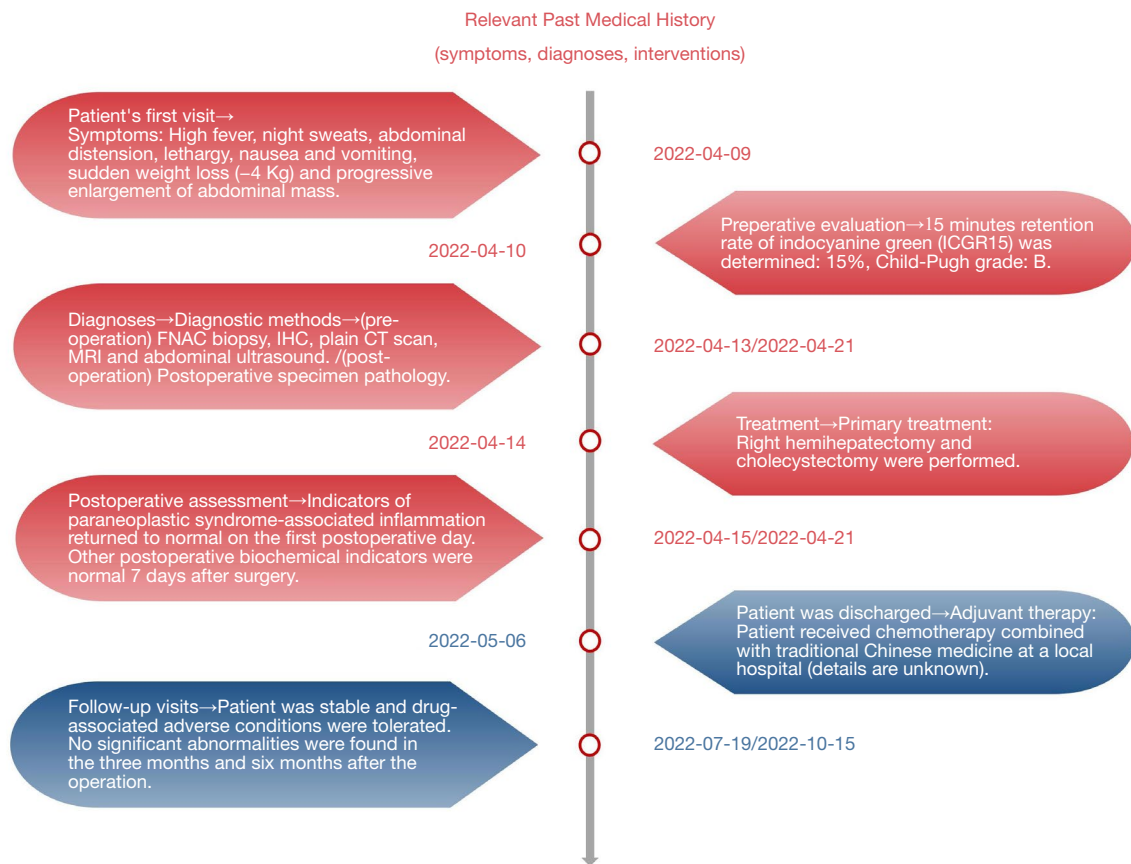 Relevant Past Medical History
(symptoms, diagnoses, interventions)
Patient's first visit→
Symptoms: High fever, night sweats, abdominal
distension, lethargy, nausea and vomiting,
sudden weight loss (−4 Kg) and progressive
enlargement of abdominal mass.
2022-04-09
2022-04-10
Preperative evaluation→15 minutes retention
rate of indocyanine green (ICGR15) was
determined: 15%, Child-Pugh grade: B.
Diagnoses→Diagnostic methods→(pre-
operation) FNAC biopsy, IHC, plain CT scan,
MRI and abdominal ultrasound. /(post-
operation) Postoperative specimen pathology.
2022-04-13/2022-04-21
2022-04-14
Treatment→Primary treatment:
Right hemihepatectomy and
cholecystectomy were performed.
Postoperative assessment→Indicators of
paraneoplastic syndrome-associated inflammation
returned to normal on the first postoperative day.
Other postoperative biochemical indicators were
normal 7 days after surgery.
2022-04-15/2022-04-21
2022-05-06
Patient was discharged→Adjuvant therapy:
Patient received chemotherapy combined
with traditional Chinese medicine at a local
hospital (details are unknown).
Follow-up visits→Patient was stable and drug-
associated adverse conditions were tolerated.
No significant abnormalities were found in
the three months and six months after the
operation.
2022-07-19/2022-10-15